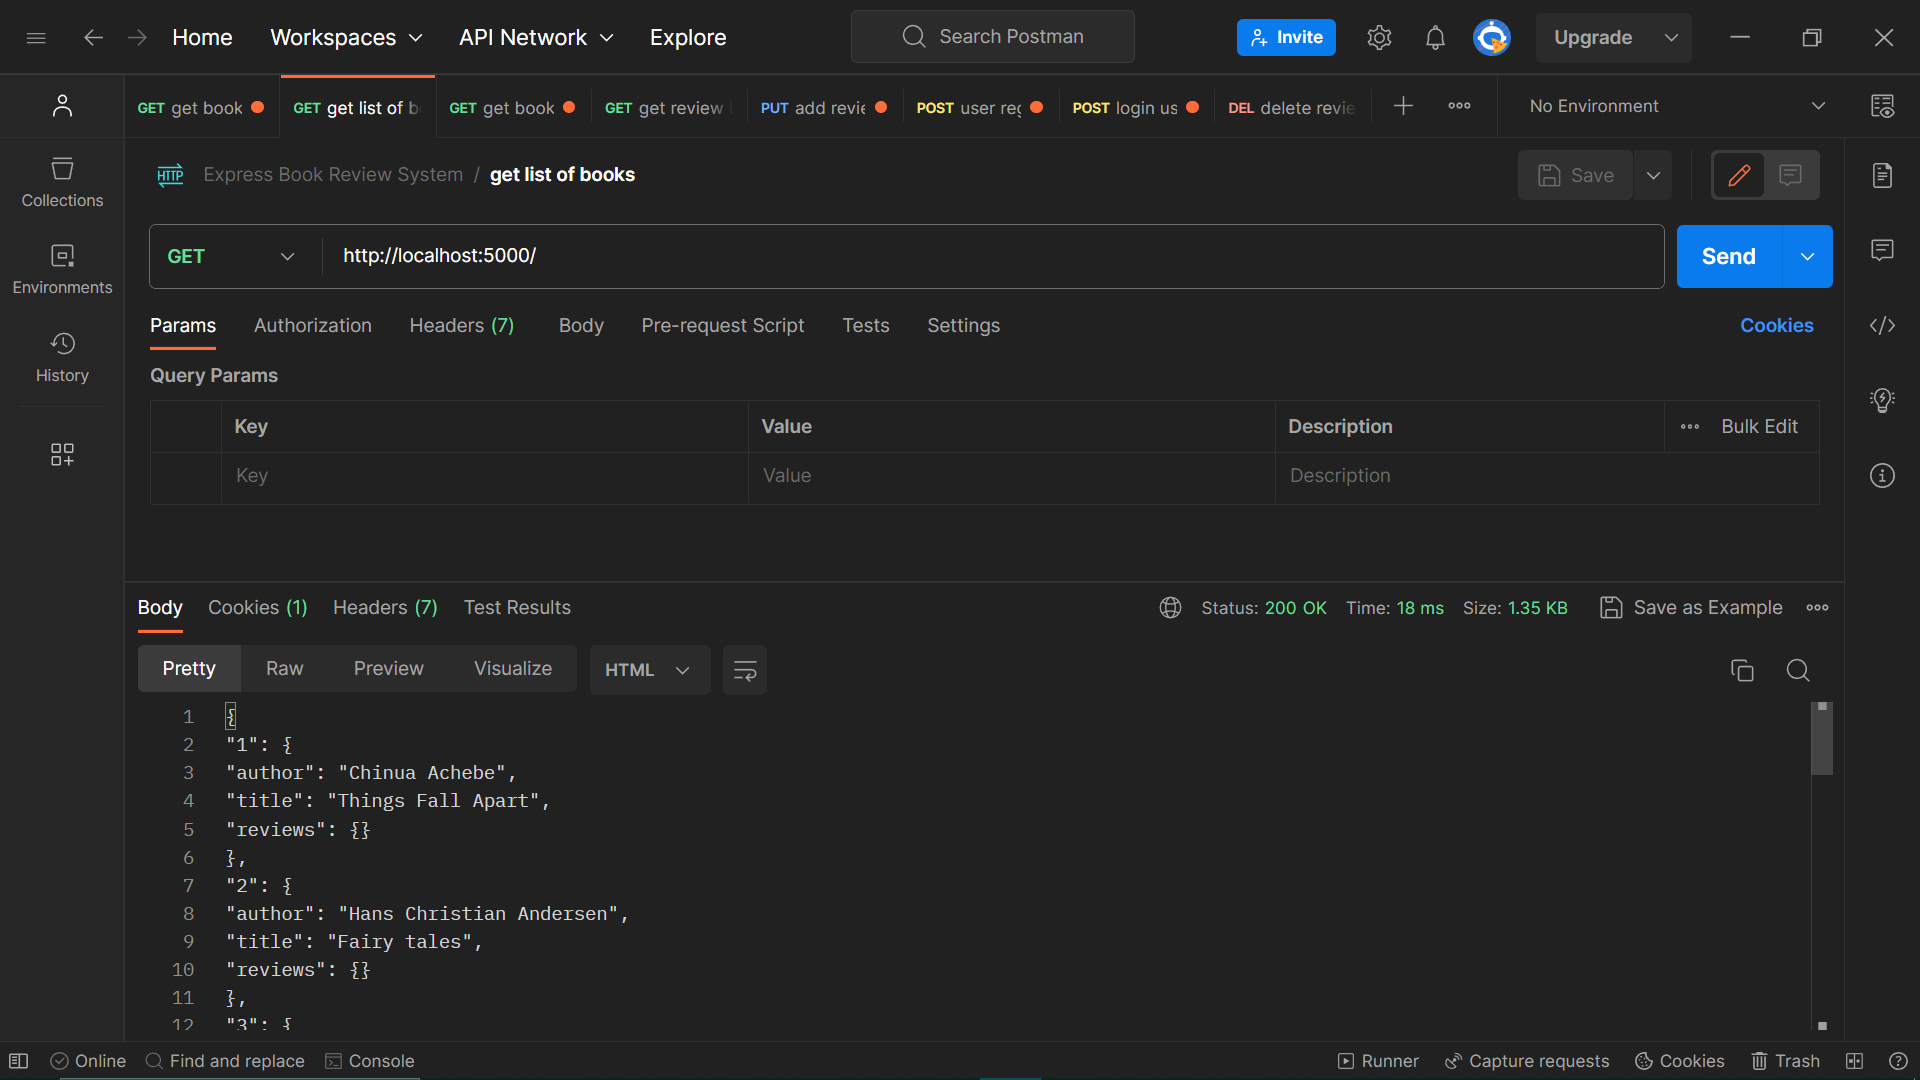 Home
Workspaces
API Network
Explore
Search Postman
Invite
Upgrade
GET get book
GET get list of b
GET get book
GET get review
PUT add revie
POST user reg
POST login us
DEL delete revie
No Environment
Collections
Environments
History
HTTP
Express Book Review System / get list of books
Save
GET
http://localhost:5000/
Send
Params
Authorization
Headers (7)
Body
Pre-request Script
Tests
Settings
Cookies
Query Params
Key
Value
Description
Bulk Edit
Key
Value
Description
Body
Cookies (1)
Headers (7)
Test Results
Status: 200 OK
Time: 18 ms
Size: 1.35 KB
Save as Example
Pretty
Raw
Preview
Visualize
HTML
1 {
2 "1": {
3 "author": "Chinua Achebe",
4 "title": "Things Fall Apart",
5 "reviews": {}
6 },
7 "2": {
8 "author": "Hans Christian Andersen",
9 "title": "Fairy tales",
10 "reviews": {}
11 },
12 "3": {
Online
Find and replace
Console
Runner
Capture requests
Cookies
Trash